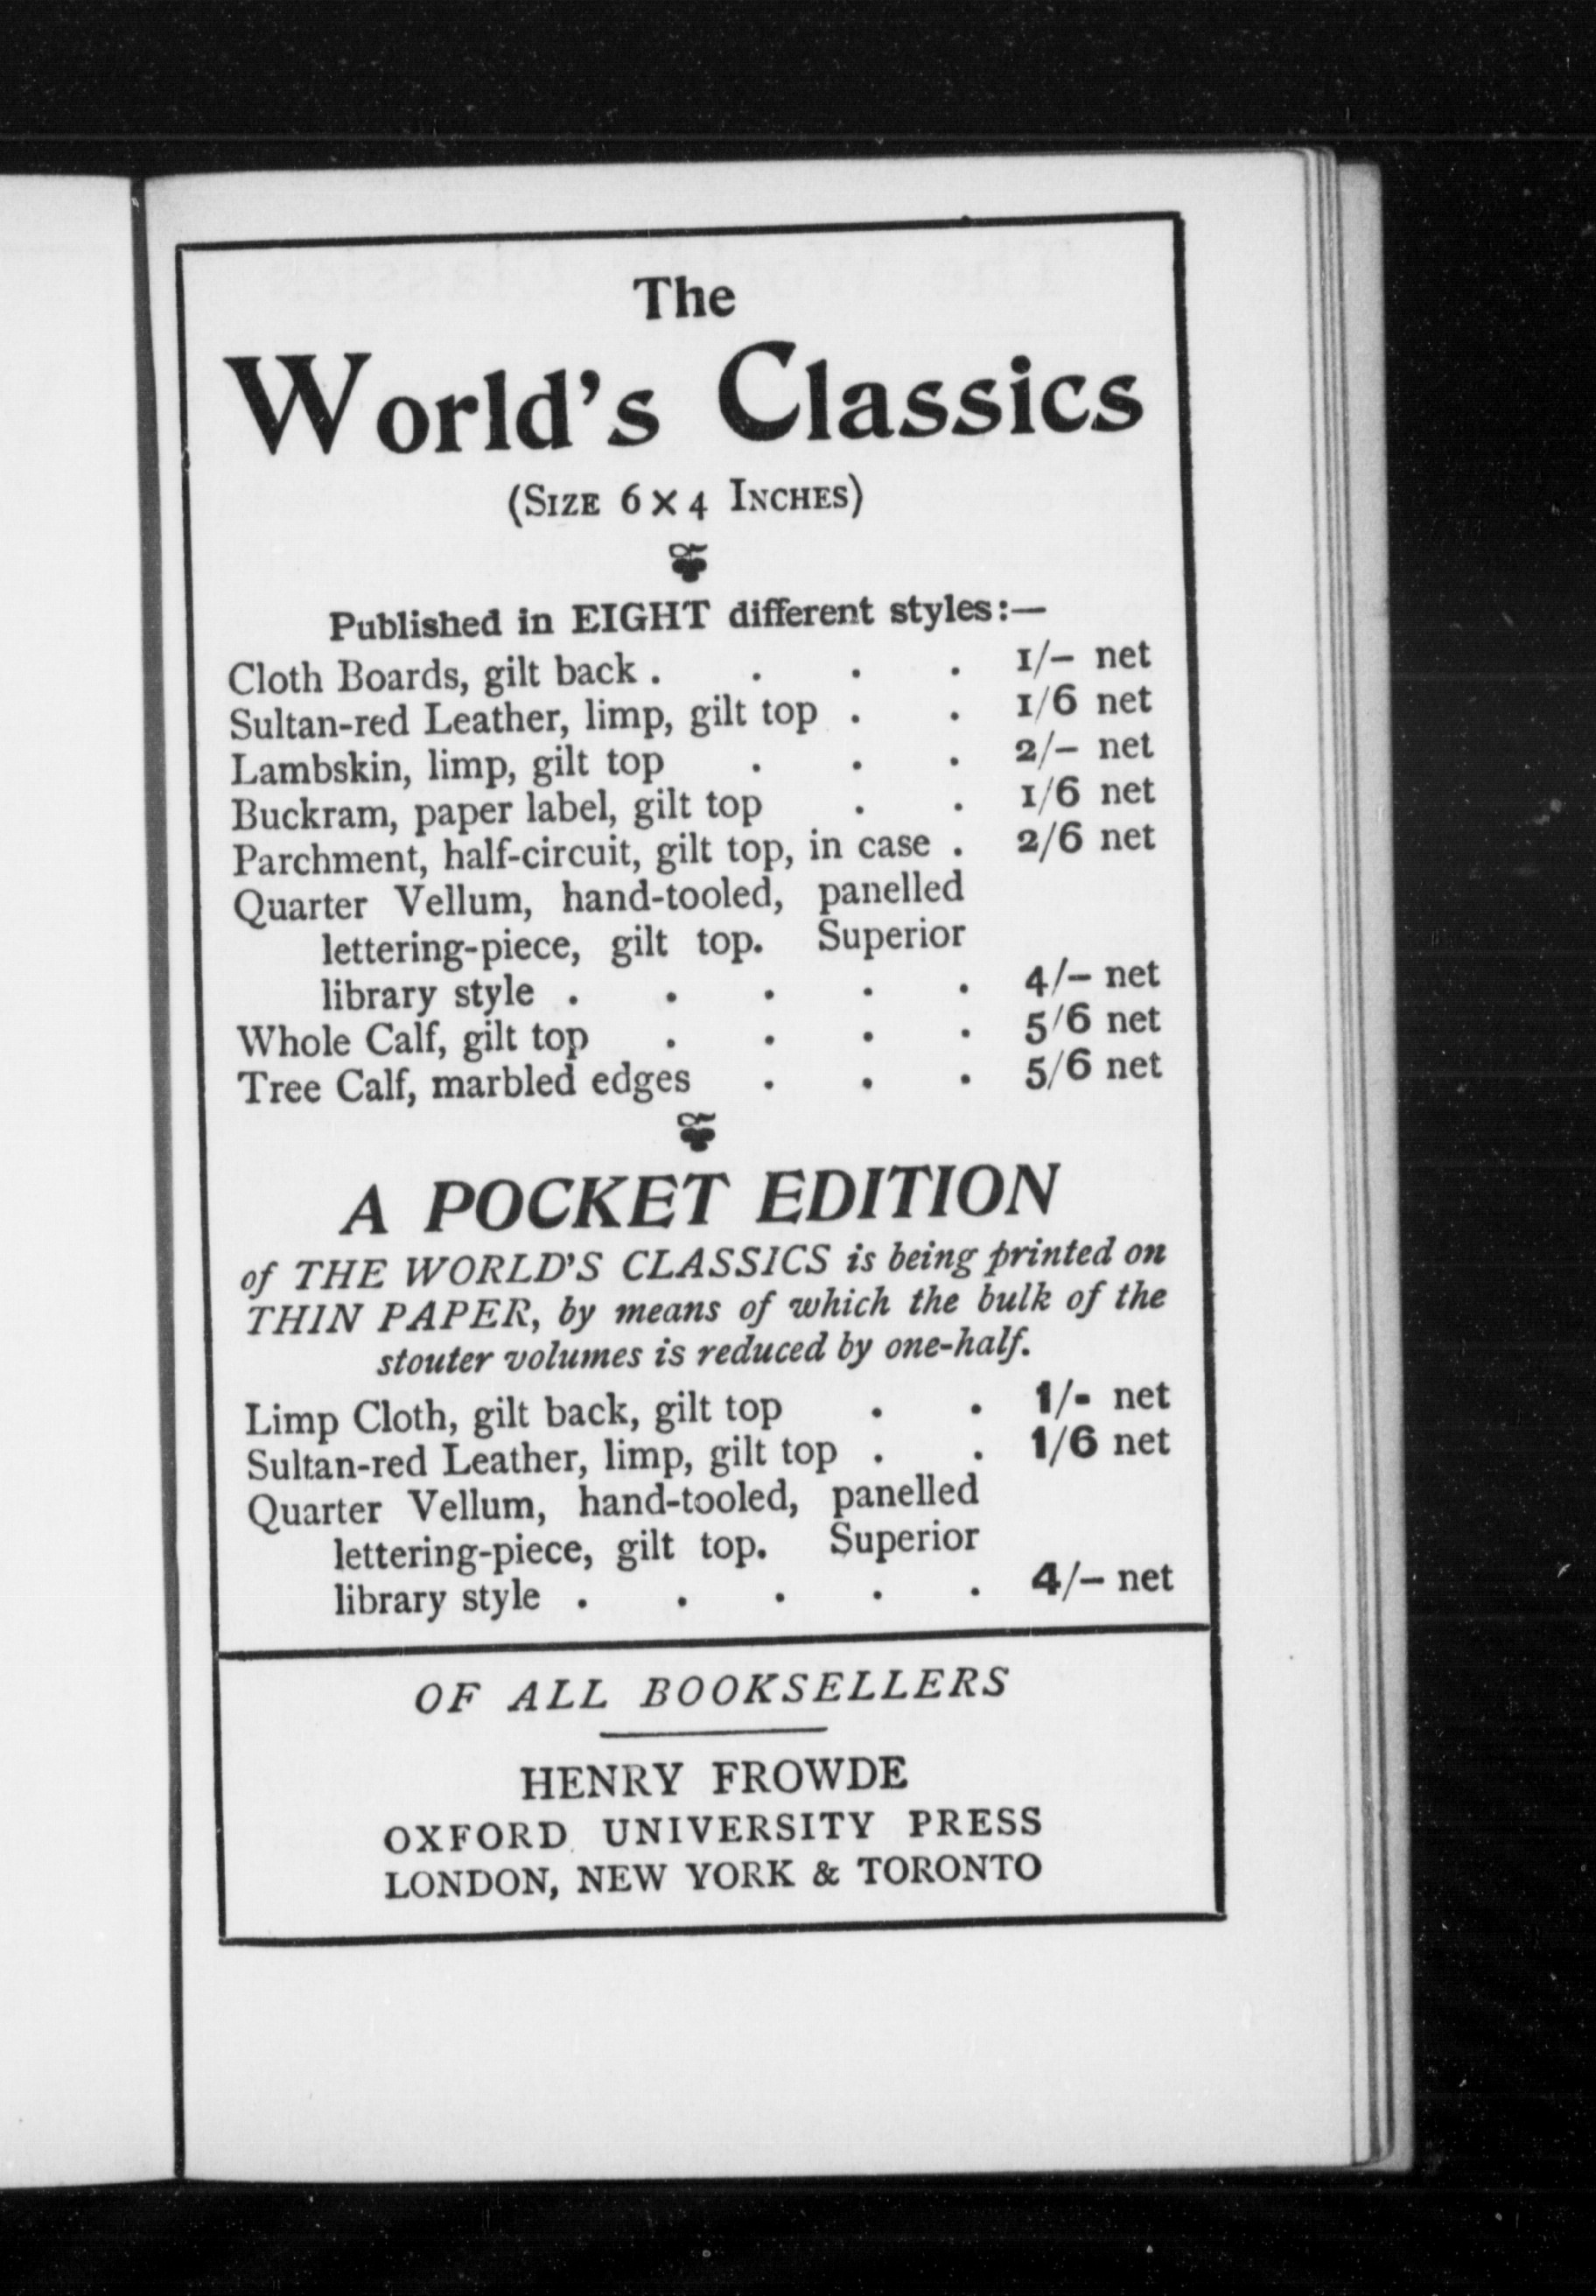 The
World's Classics
(SIZE 6 × 4 INCHES)
Published in EIGHT different styles:—
Cloth Boards, gilt back . . . . 1/– net
Sultan-red Leather, limp, gilt top . . 1/6 net
Lambskin, limp, gilt top . . . 2/– net
Buckram, paper label, gilt top . . 1/6 net
Parchment, half-circuit, gilt top, in case . 2/6 net
Quarter Vellum, hand-tooled, panelled
lettering-piece, gilt top. Superior
library style . . . . . 4/– net
Whole Calf, gilt top . . . . 5/6 net
Tree Calf, marbled edges . . . 5/6 net
A POCKET EDITION
of THE WORLD'S CLASSICS is being printed on
THIN PAPER, by means of which the bulk of the
stouter volumes is reduced by one-half.
Limp Cloth, gilt back, gilt top . . 1/- net
Sultan-red Leather, limp, gilt top . . 1/6 net
Quarter Vellum, hand-tooled, panelled
lettering-piece, gilt top. Superior
library style . . . . . 4/– net
OF ALL BOOKSELLERS
HENRY FROWDE
OXFORD UNIVERSITY PRESS
LONDON, NEW YORK & TORONTO